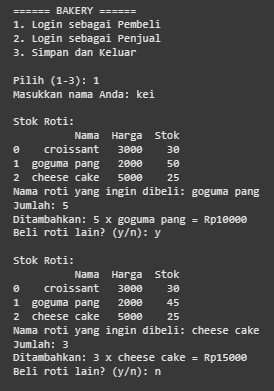 ====== BAKERY ======
1. Login sebagai Pembeli
2. Login sebagai Penjual
3. Simpan dan Keluar
Pilih (1-3): 1
Masukkan nama Anda: kei
Stok Roti:
Nama Harga Stok
0 croissant 3000 30
1 goguma pang 2000 50
2 cheese cake 5000 25
Nama roti yang ingin dibeli: goguma pang
Jumlah: 5
Ditambahkan: 5 x goguma pang = Rp10000
Beli roti lain? (y/n): y
Stok Roti:
Nama Harga Stok
0 croissant 3000 30
1 goguma pang 2000 45
2 cheese cake 5000 25
Nama roti yang ingin dibeli: cheese cake
Jumlah: 3
Ditambahkan: 3 x cheese cake = Rp15000
Beli roti lain? (y/n): n